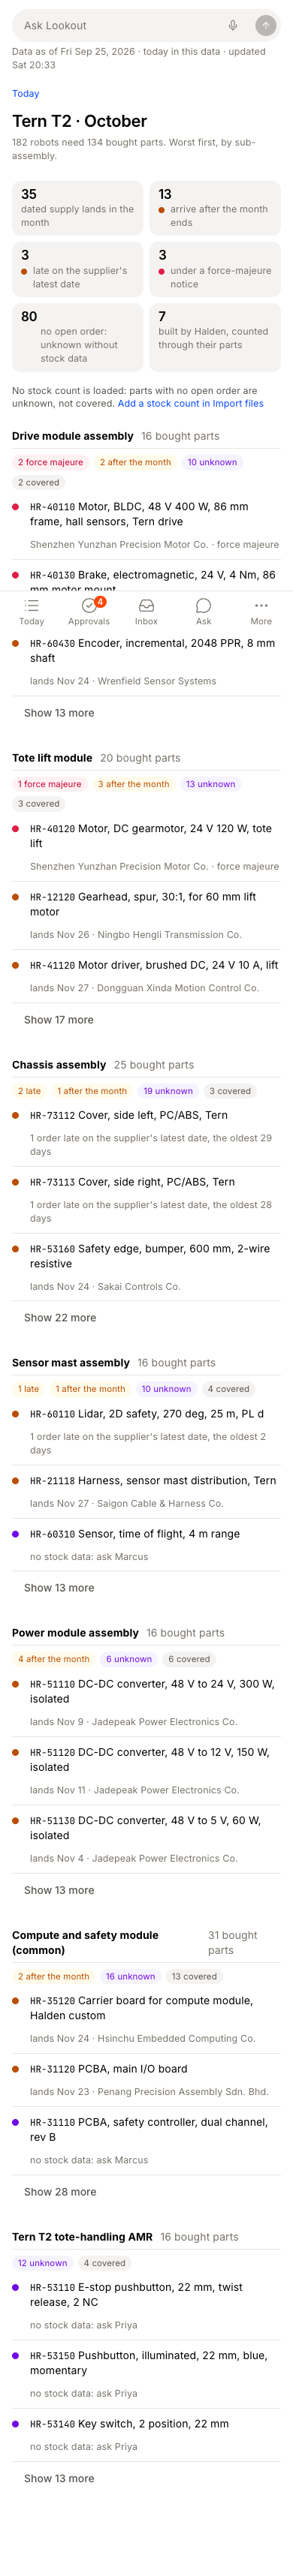 Ask Lookout
Data as of Fri Sep 25, 2026 · today in this data · updated
Sat 20:33
Today
Tern T2 · October
182 robots need 134 bought parts. Worst first, by sub-
assembly.
35
dated supply lands in the
month
13
arrive after the month
ends
3
late on the supplier's
latest date
3
under a force-majeure
notice
80
no open order:
unknown without
stock data
7
built by Halden, counted
through their parts
No stock count is loaded: parts with no open order are
unknown, not covered. Add a stock count in Import files
Drive module assembly 16 bought parts
2 force majeure 2 after the month 10 unknown
2 covered
HR-40110 Motor, BLDC, 48 V 400 W, 86 mm
frame, hall sensors, Tern drive
Shenzhen Yunzhan Precision Motor Co. · force majeure
HR-40130 Brake, electromagnetic, 24 V, 4 Nm, 86
mm motor mount
4
Today Approvals Inbox Ask More
HR-60430 Encoder, incremental, 2048 PPR, 8 mm
shaft
lands Nov 24 · Wrenfield Sensor Systems
Show 13 more
Tote lift module 20 bought parts
1 force majeure 3 after the month 13 unknown
3 covered
HR-40120 Motor, DC gearmotor, 24 V 120 W, tote
lift
Shenzhen Yunzhan Precision Motor Co. · force majeure
HR-12120 Gearhead, spur, 30:1, for 60 mm lift
motor
lands Nov 26 · Ningbo Hengli Transmission Co.
HR-41120 Motor driver, brushed DC, 24 V 10 A, lift
lands Nov 27 · Dongguan Xinda Motion Control Co.
Show 17 more
Chassis assembly 25 bought parts
2 late 1 after the month 19 unknown 3 covered
HR-73112 Cover, side left, PC/ABS, Tern
1 order late on the supplier's latest date, the oldest 29
days
HR-73113 Cover, side right, PC/ABS, Tern
1 order late on the supplier's latest date, the oldest 28
days
HR-53160 Safety edge, bumper, 600 mm, 2-wire
resistive
lands Nov 24 · Sakai Controls Co.
Show 22 more
Sensor mast assembly 16 bought parts
1 late 1 after the month 10 unknown 4 covered
HR-60110 Lidar, 2D safety, 270 deg, 25 m, PL d
1 order late on the supplier's latest date, the oldest 2
days
HR-21118 Harness, sensor mast distribution, Tern
lands Nov 27 · Saigon Cable & Harness Co.
HR-60310 Sensor, time of flight, 4 m range
no stock data: ask Marcus
Show 13 more
Power module assembly 16 bought parts
4 after the month 6 unknown 6 covered
HR-51110 DC-DC converter, 48 V to 24 V, 300 W,
isolated
lands Nov 9 · Jadepeak Power Electronics Co.
HR-51120 DC-DC converter, 48 V to 12 V, 150 W,
isolated
lands Nov 11 · Jadepeak Power Electronics Co.
HR-51130 DC-DC converter, 48 V to 5 V, 60 W,
isolated
lands Nov 4 · Jadepeak Power Electronics Co.
Show 13 more
Compute and safety module 31 bought
(common) parts
2 after the month 16 unknown 13 covered
HR-35120 Carrier board for compute module,
Halden custom
lands Nov 24 · Hsinchu Embedded Computing Co.
HR-31120 PCBA, main I/O board
lands Nov 23 · Penang Precision Assembly Sdn. Bhd.
HR-31110 PCBA, safety controller, dual channel,
rev B
no stock data: ask Marcus
Show 28 more
Tern T2 tote-handling AMR 16 bought parts
12 unknown 4 covered
HR-53110 E-stop pushbutton, 22 mm, twist
release, 2 NC
no stock data: ask Priya
HR-53150 Pushbutton, illuminated, 22 mm, blue,
momentary
no stock data: ask Priya
HR-53140 Key switch, 2 position, 22 mm
no stock data: ask Priya
Show 13 more